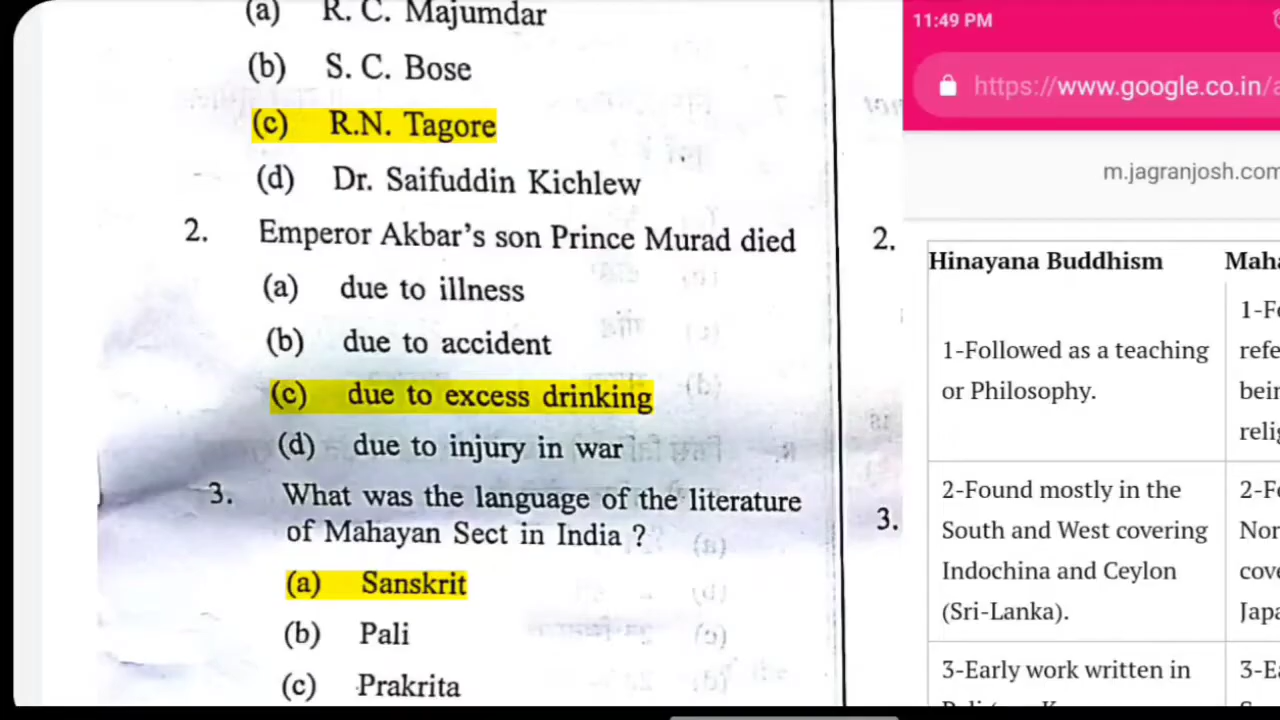 (a) R. C. Majumdar
(b) S. C. Bose
(c) R.N. Tagore
(d) Dr. Saifuddin Kichlew
2. Emperor Akbar's son Prince Murad died
(a) due to illness
(b) due to accident
(c) due to excess drinking
(d) due to injury in war
3. What was the language of the literature
of Mahayan Sect in India ?
(a) Sanskrit
(b) Pali
(c) Prakrita
2.
3.
11:49 PM
https://www.google.co.in/
m.jagranjosh.com
Hinayana Buddhism
1-Followed as a teaching
or Philosophy.
2-Found mostly in the
South and West covering
Indochina and Ceylon
(Sri-Lanka).
3-Early work written in